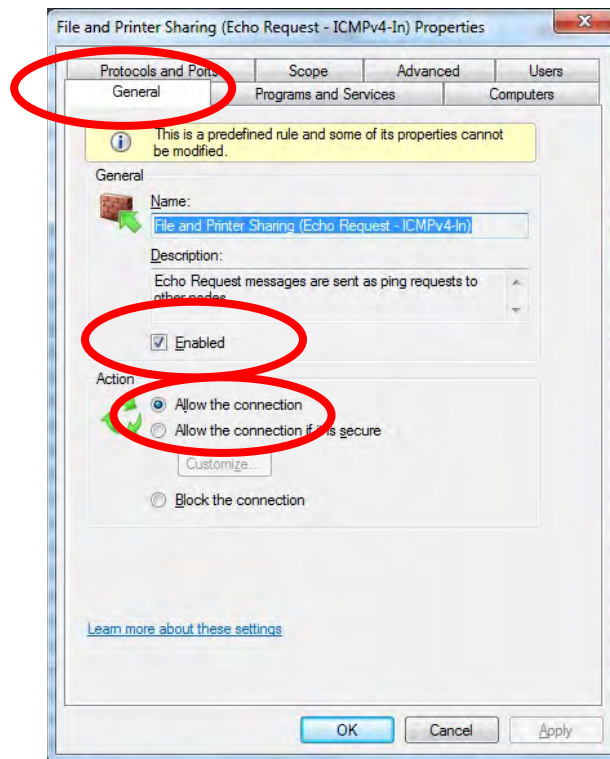 File and Printer Sharing (Echo Request - ICMPv4-In) Properties
Protocols and Ports Scope Advanced Users
General Programs and Services Computers
This is a predefined rule and some of its properties cannot
be modified.
General
Name:
File and Printer Sharing (Echo Request - ICMPv4-In)
Description:
Echo Request messages are sent as ping requests to
other nodes.
Enabled
Action
Allow the connection
Allow the connection if it is secure
Customize...
Block the connection
Learn more about these settings
OK Cancel Apply